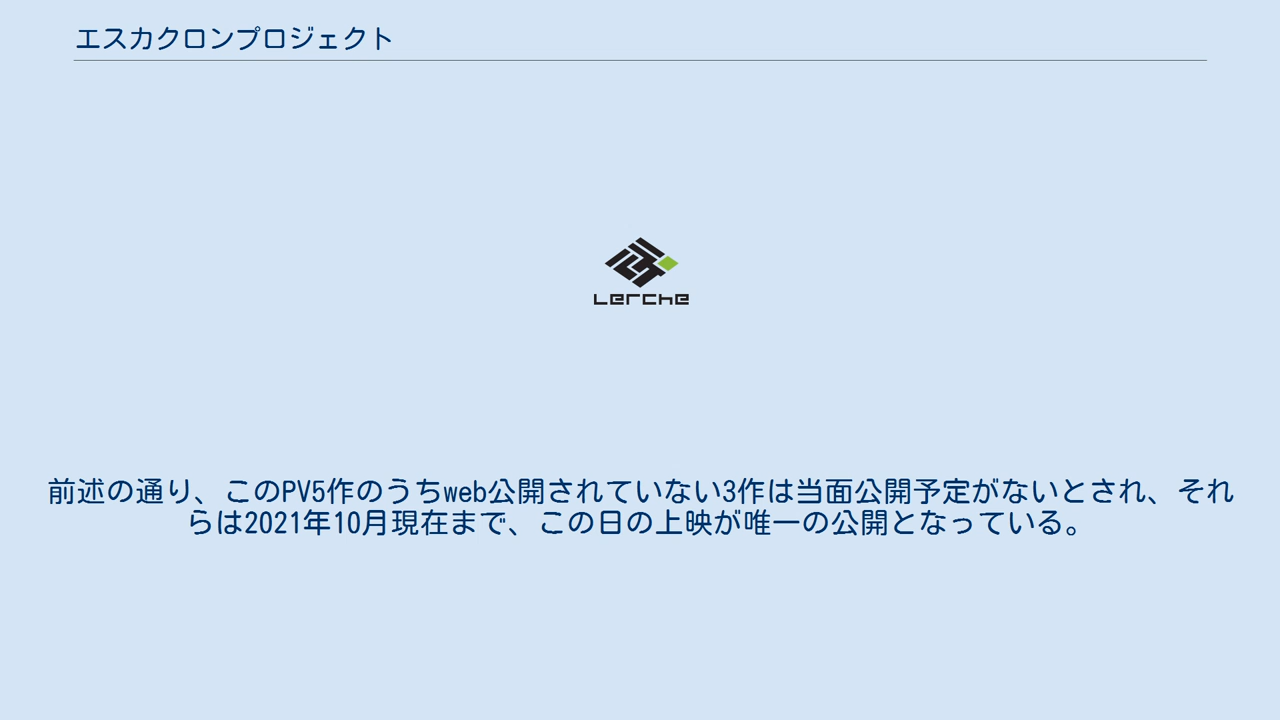 エスカクロンプロジェクト
Lerche
前述の通り、このPV5作のうちweb公開されていない3作は当面公開予定がないとされ、それ
らは2021年10月現在まで、この日の上映が唯一の公開となっている。